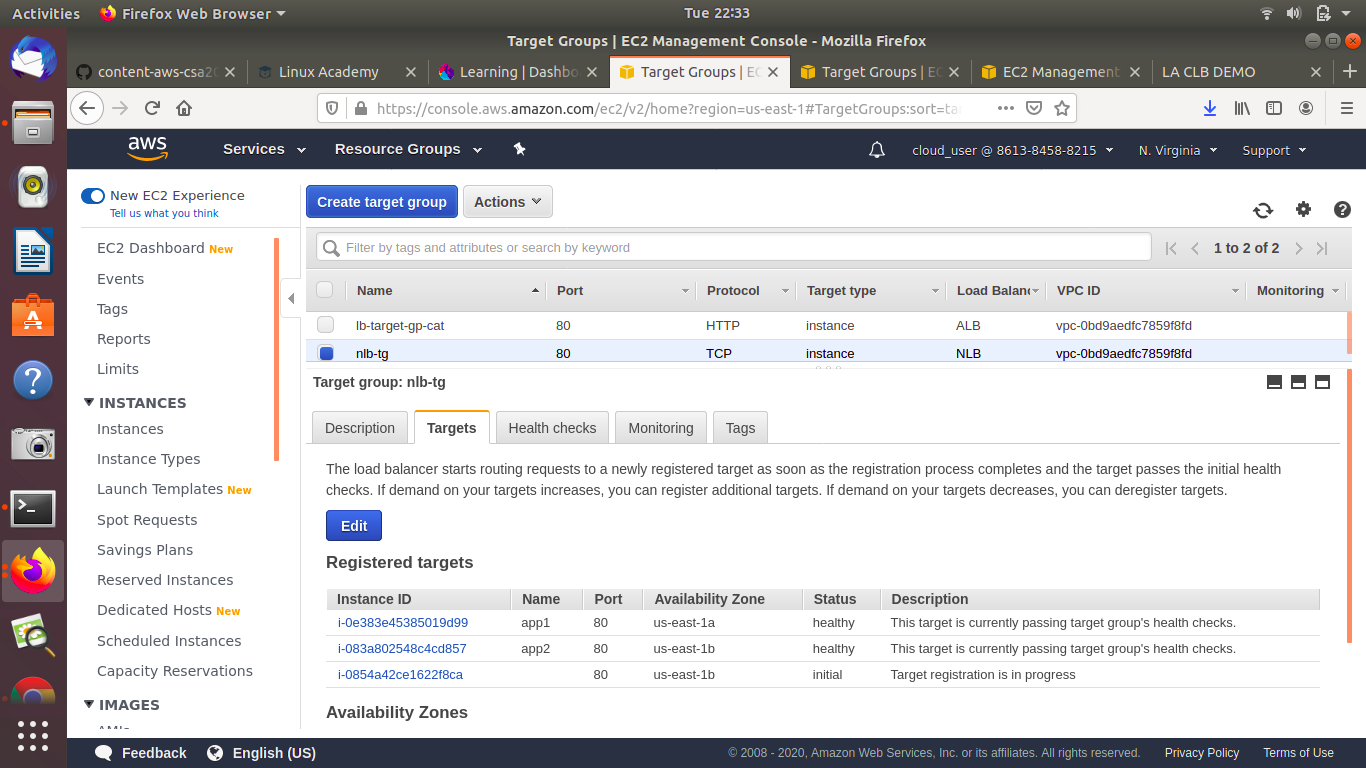 Activities Firefox Web Browser Tue 22:33
Target Groups | EC2 Management Console - Mozilla Firefox
content-aws-csa20 Linux Academy Learning | Dashbo Target Groups | EC Target Groups | EC EC2 Management LA CLB DEMO
https://console.aws.amazon.com/ec2/v2/home?region=us-east-1#TargetGroups:sort=ta
aws Services Resource Groups cloud_user @ 8613-8458-8215 N. Virginia Support
New EC2 Experience
Tell us what you think
EC2 Dashboard New
Events
Tags
Reports
Limits
INSTANCES
Instances
Instance Types
Launch Templates New
Spot Requests
Savings Plans
Reserved Instances
Dedicated Hosts New
Scheduled Instances
Capacity Reservations
IMAGES
AMIs
Create target group Actions
Filter by tags and attributes or search by keyword 1 to 2 of 2
Name Port Protocol Target type Load Balanc VPC ID Monitoring
lb-target-gp-cat 80 HTTP instance ALB vpc-0bd9aedfc7859f8fd
nlb-tg 80 TCP instance NLB vpc-0bd9aedfc7859f8fd
Target group: nlb-tg
Description Targets Health checks Monitoring Tags
The load balancer starts routing requests to a newly registered target as soon as the registration process completes and the target passes the initial health
checks. If demand on your targets increases, you can register additional targets. If demand on your targets decreases, you can deregister targets.
Edit
Registered targets
Instance ID Name Port Availability Zone Status Description
i-0e383e45385019d99 app1 80 us-east-1a healthy This target is currently passing target group's health checks.
i-083a802548c4cd857 app2 80 us-east-1b healthy This target is currently passing target group's health checks.
i-0854a42ce1622f8ca 80 us-east-1b initial Target registration is in progress
Availability Zones
Feedback English (US) © 2008 - 2020, Amazon Web Services, Inc. or its affiliates. All rights reserved. Privacy Policy Terms of Use